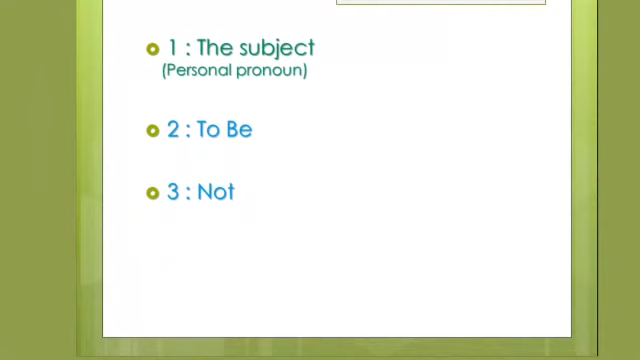 1 : The subject
(Personal pronoun)
2 : To Be
3 : Not